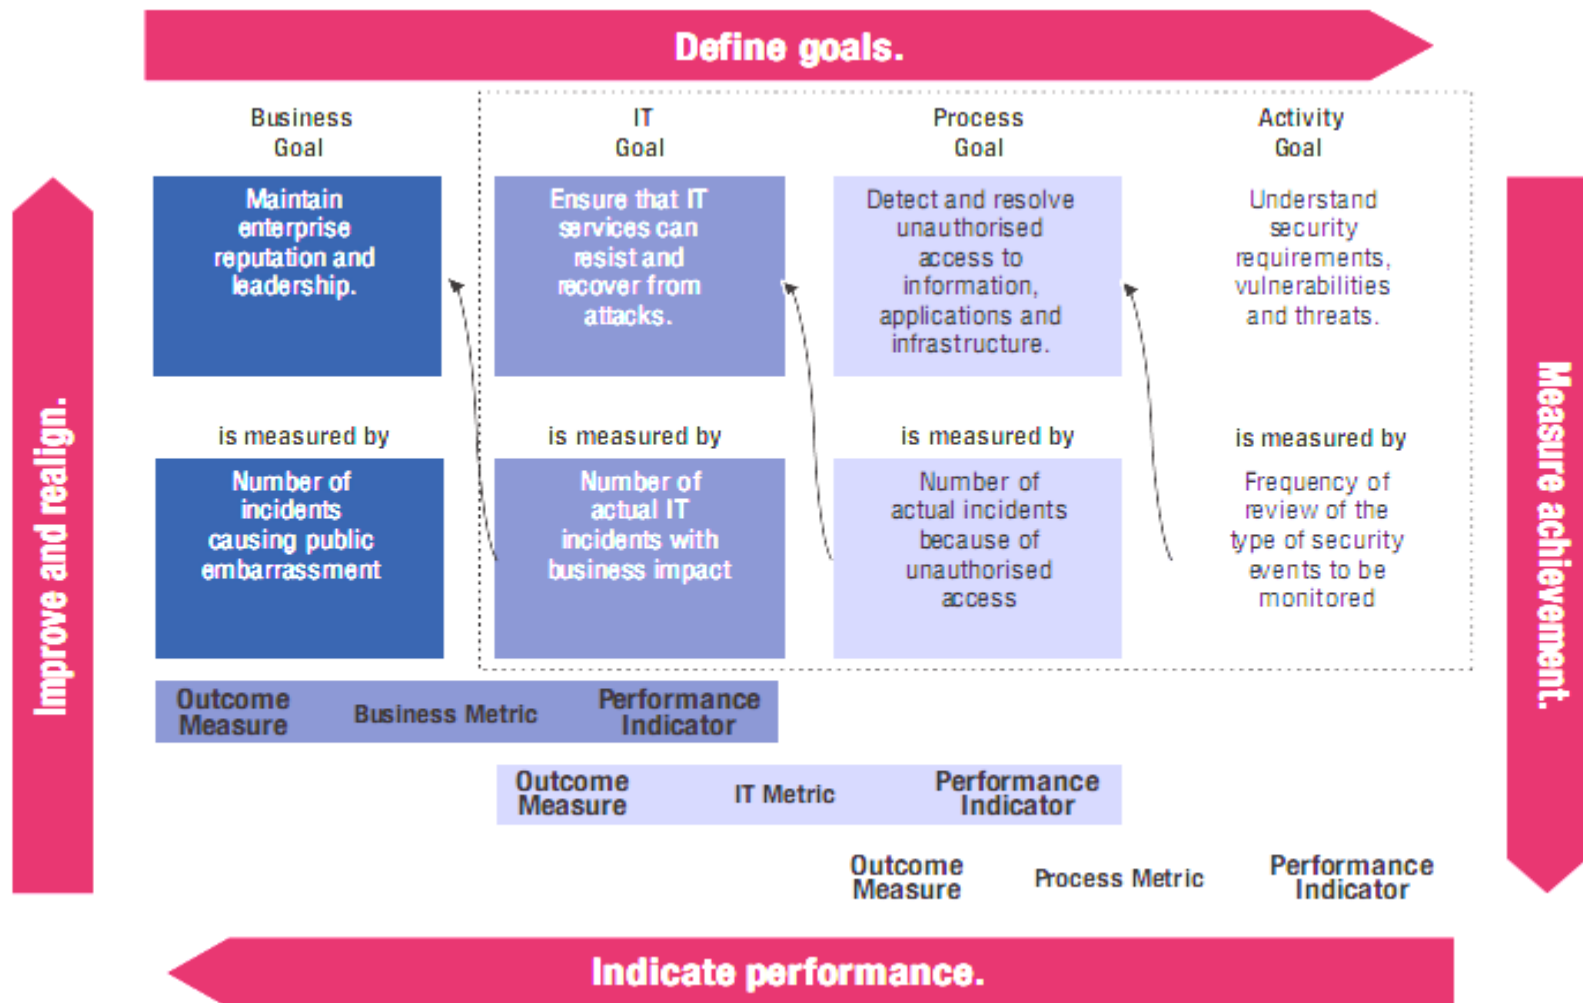 Define goals.
Business
Goal
IT
Goal
Process
Goal
Activity
Goal
Maintain
enterprise
reputation and
leadership.
Ensure that IT
services can
resist and
recover from
attacks.
Detect and resolve
unauthorised
access to
information,
applications and
infrastructure.
Understand
security
requirements,
vulnerabilities
and threats.
is measured by
is measured by
is measured by
is measured by
Number of
incidents
causing public
embarrassment
Number of
actual IT
incidents with
business impact
Number of
actual incidents
because of
unauthorised
access
Frequency of
review of the
type of security
events to be
monitored
Outcome
Measure
Business Metric
Performance
Indicator
Outcome
Measure
IT Metric
Performance
Indicator
Outcome
Measure
Process Metric
Performance
Indicator
Improve and realign.
Measure achievement.
Indicate performance.